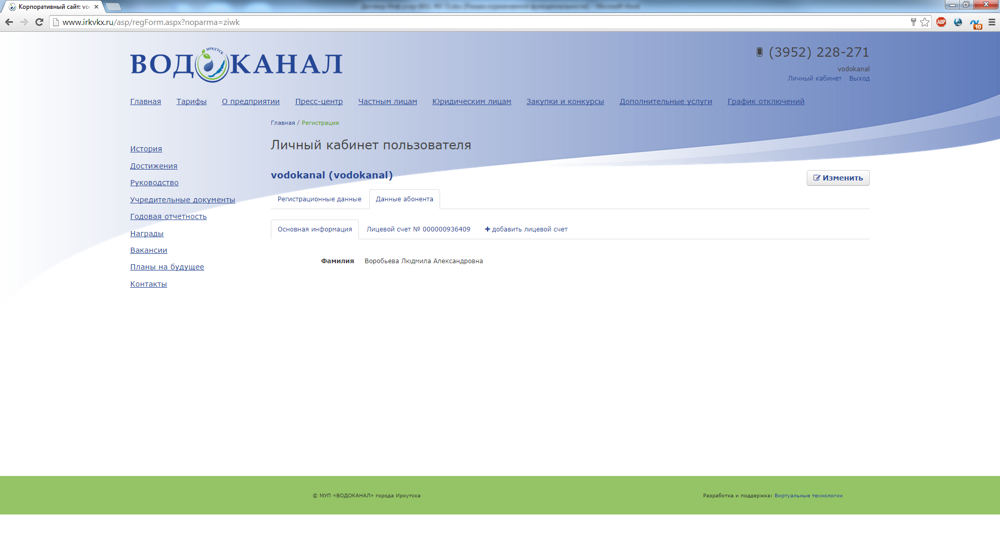 Корпоративный сайт: vo
www.irkvkx.ru/asp/regForm.aspx?noparma=ziwk
ABP
10
ВОДОКАНАЛ
ИРКУТСК
(3952) 228-271
vodokanal
Личный кабинет Выход
Главная Тарифы О предприятии Пресс-центр Частным лицам Юридическим лицам Закупки и конкурсы Дополнительные услуги График отключений
Главная / Регистрация
История
Достижения
Руководство
Учредительные документы
Годовая отчетность
Награды
Вакансии
Планы на будущее
Контакты
Личный кабинет пользователя
vodokanal (vodokanal)
Изменить
Регистрационные данные Данные абонента
Основная информация Лицевой счет № 000000936409 добавить лицевой счет
Фамилия Воробьева Людмила Александровна
© МУП «ВОДОКАНАЛ» города Иркутска
Разработка и поддержка: Виртуальные технологии